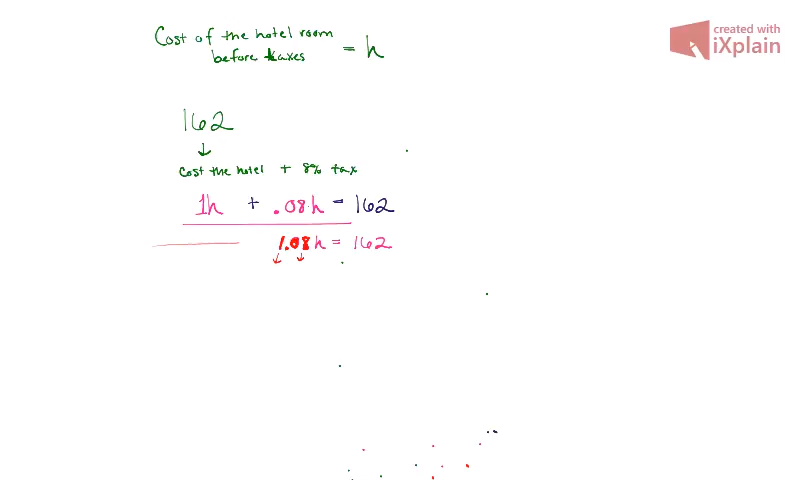 Cost of the hotel room
before taxes = h
created with
iXplain
162
↓
Cost the hotel + 8% tax
1h + .08h = 162
1.08h = 162
↓ ↓